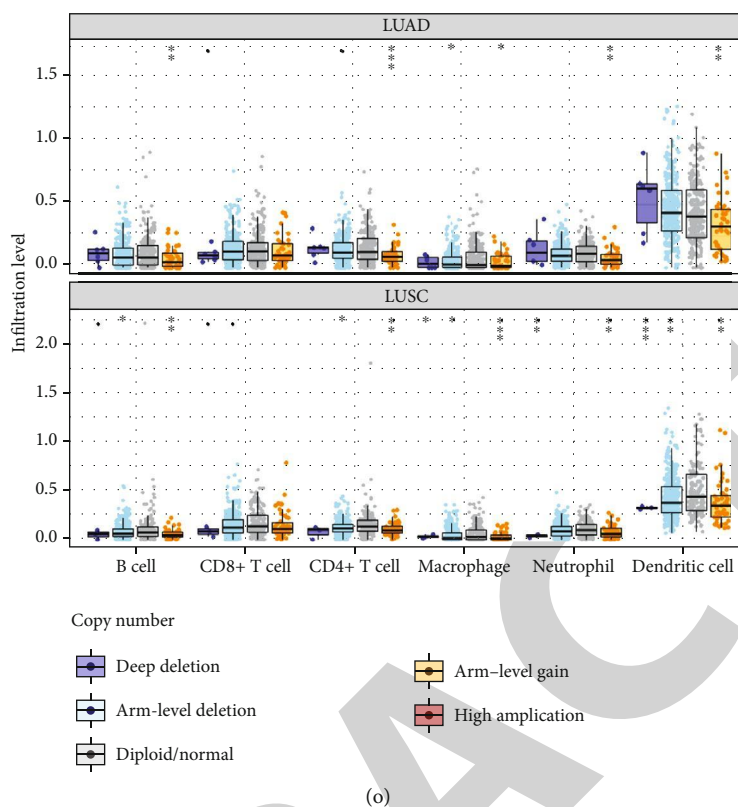 LUAD
**
*** 
* 
* 
** 
**
1.5
1.0
0.5
0.0
Infiltration level
LUSC
* ** * *** * * *** ** ** *** ** **
2.0
1.5
1.0
0.5
0.0
B cell CD8+ T cell CD4+ T cell Macrophage Neutrophil Dendritic cell
Copy number
Deep deletion
Arm-level deletion
Diploid/normal
Arm–level gain
High amplication
(o)